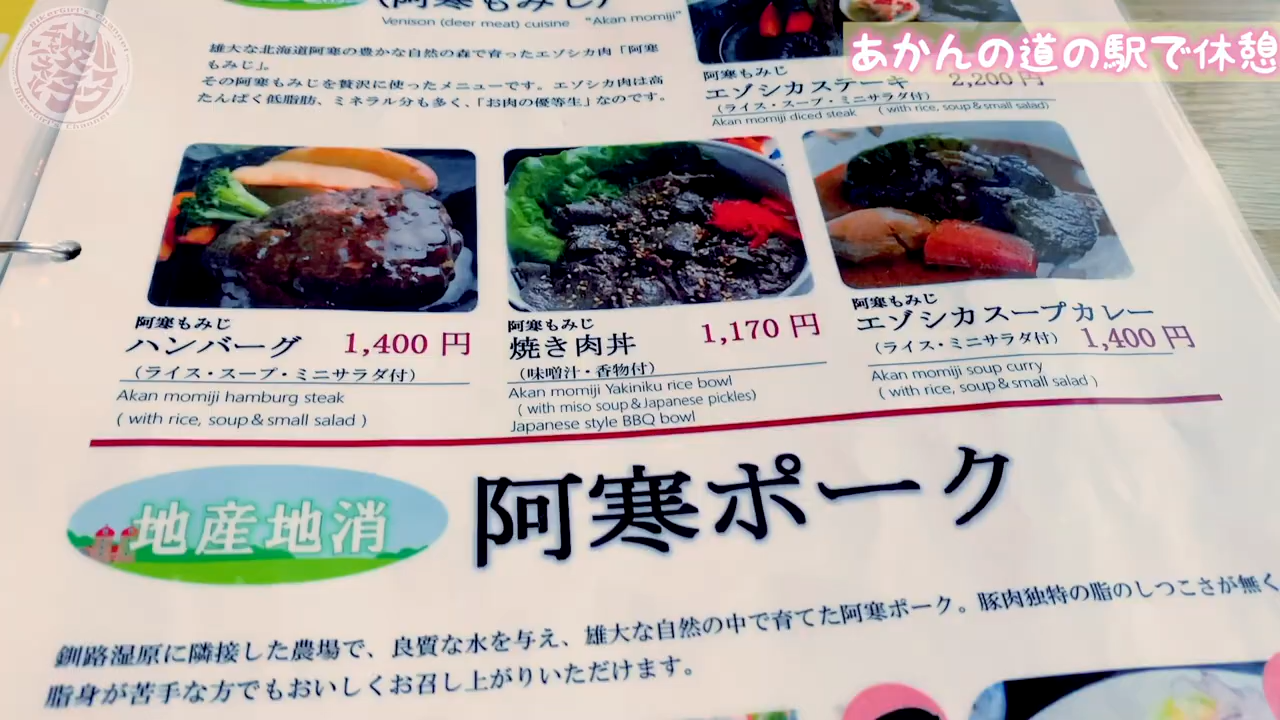 (阿寒もみじ)
Venison (deer meat) cuisine “Akan momiji”
雄大な北海道阿寒の豊かな自然の森で育ったエゾシカ肉「阿寒
もみじ」。
その阿寒もみじを贅沢に使ったメニューです。エゾシカ肉は高
たんぱく低脂肪、ミネラル分も多く、「お肉の優等生」なのです。
あかんの道の駅で休憩
阿寒もみじ
エゾシカステーキ 2,200円
(ライス・スープ・ミニサラダ付)
Akan momiji diced steak (with rice, soup&small salad)
阿寒もみじ
ハンバーグ 1,400 円
(ライス・スープ・ミニサラダ付)
Akan momiji hamburg steak
(with rice, soup&small salad)
阿寒もみじ
焼き肉丼 1,170 円
(味噌汁・香物付)
Akan momiji Yakiniku rice bowl
(with miso soup&Japanese pickles)
Japanese style BBQ bowl
阿寒もみじ
エゾシカスープカレー
(ライス・ミニサラダ付) 1,400 円
Akan momiji soup curry
(with rice, soup&small salad)
地産地消
阿寒ポーク
釧路湿原に隣接した農場で、良質な水を与え、雄大な自然の中で育てた阿寒ポーク。豚肉独特の脂のしつこさが無く
脂身が苦手な方でもおいしくお召し上がりいただけます。